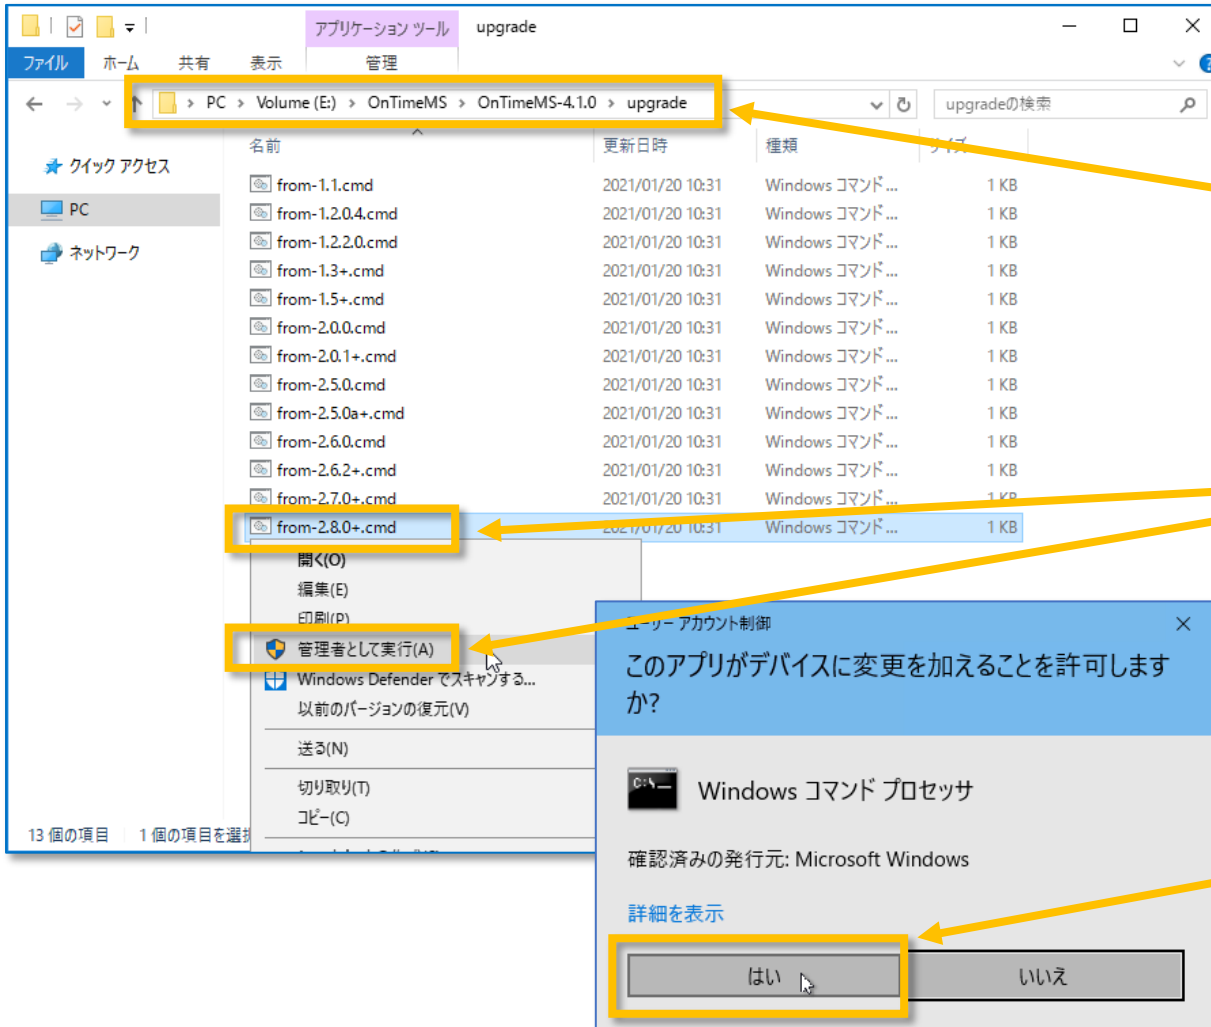 アプリケーション ツール upgrade
ファイル ホーム 共有 表示 管理
PC › Volume (E:) › OnTimeMS › OnTimeMS-4.1.0 › upgrade upgradeの検索
名前 更新日時 種類 サイズ
クイック アクセス
PC
ネットワーク
from-1.1.cmd 2021/01/20 10:31 Windows コマンド... 1 KB
from-1.2.0.4.cmd 2021/01/20 10:31 Windows コマンド... 1 KB
from-1.2.2.0.cmd 2021/01/20 10:31 Windows コマンド... 1 KB
from-1.3+.cmd 2021/01/20 10:31 Windows コマンド... 1 KB
from-1.5+.cmd 2021/01/20 10:31 Windows コマンド... 1 KB
from-2.0.0.cmd 2021/01/20 10:31 Windows コマンド... 1 KB
from-2.0.1+.cmd 2021/01/20 10:31 Windows コマンド... 1 KB
from-2.5.0.cmd 2021/01/20 10:31 Windows コマンド... 1 KB
from-2.5.0a+.cmd 2021/01/20 10:31 Windows コマンド... 1 KB
from-2.6.0.cmd 2021/01/20 10:31 Windows コマンド... 1 KB
from-2.6.2+.cmd 2021/01/20 10:31 Windows コマンド... 1 KB
from-2.7.0+.cmd 2021/01/20 10:31 Windows コマンド... 1 KB
from-2.8.0+.cmd 2021/01/20 10:31 Windows コマンド... 1 KB
開く(O)
編集(E)
印刷(P)
管理者として実行(A)
Windows Defender でスキャンする...
以前のバージョンの復元(V)
送る(N)
切り取り(T)
コピー(C)
13 個の項目 1 個の項目を選択
ユーザー アカウント制御
このアプリがデバイスに変更を加えることを許可します
か?
Windows コマンド プロセッサ
確認済みの発行元: Microsoft Windows
詳細を表示
はい いいえ